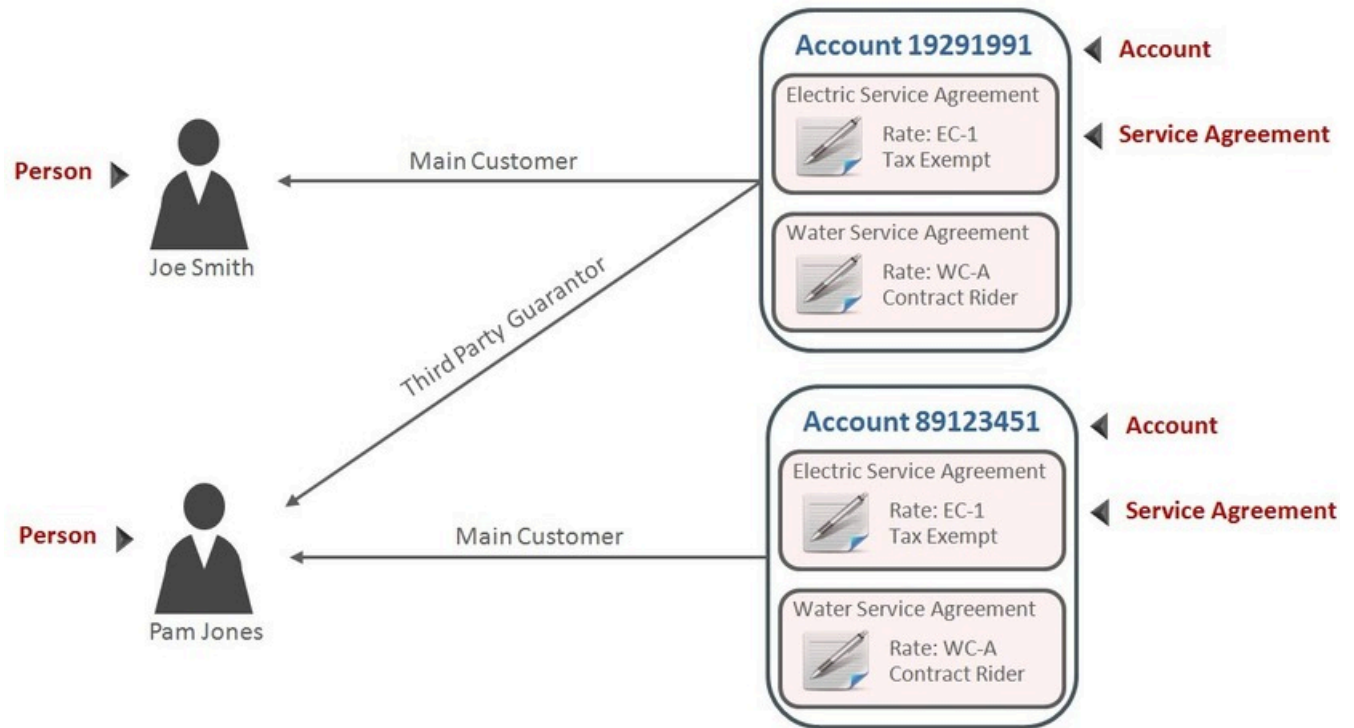 Account 19291991
Account
Electric Service Agreement
Rate: EC-1
Tax Exempt
Service Agreement
Main Customer
Person
Joe Smith
Water Service Agreement
Rate: WC-A
Contract Rider
Third Party Guarantor
Account 89123451
Account
Electric Service Agreement
Rate: EC-1
Tax Exempt
Service Agreement
Person
Main Customer
Pam Jones
Water Service Agreement
Rate: WC-A
Contract Rider